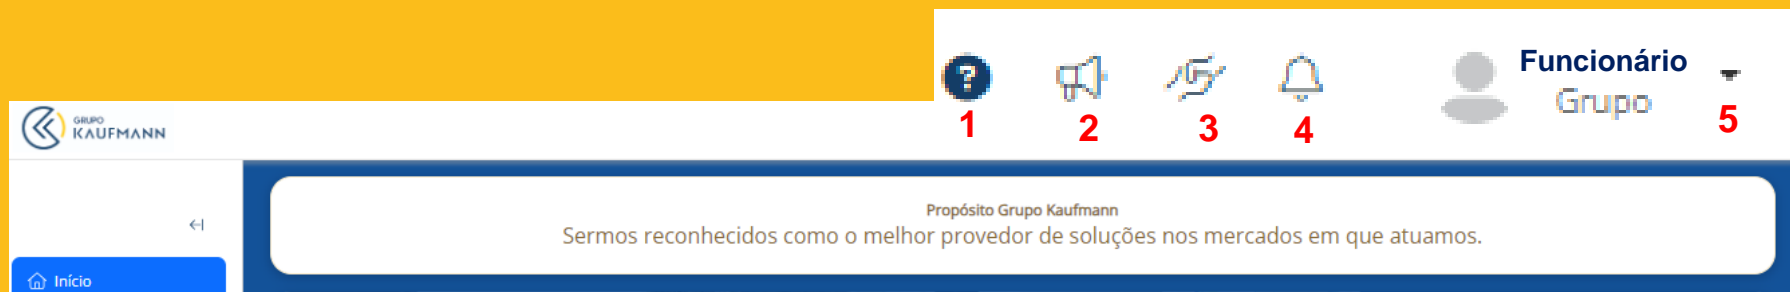 ?
Funcionário
Grupo
1 2 3 4 5
GRUPO
KAUFMANN
Propósito Grupo Kaufmann
Sermos reconhecidos como o melhor provedor de soluções nos mercados em que atuamos.
Início